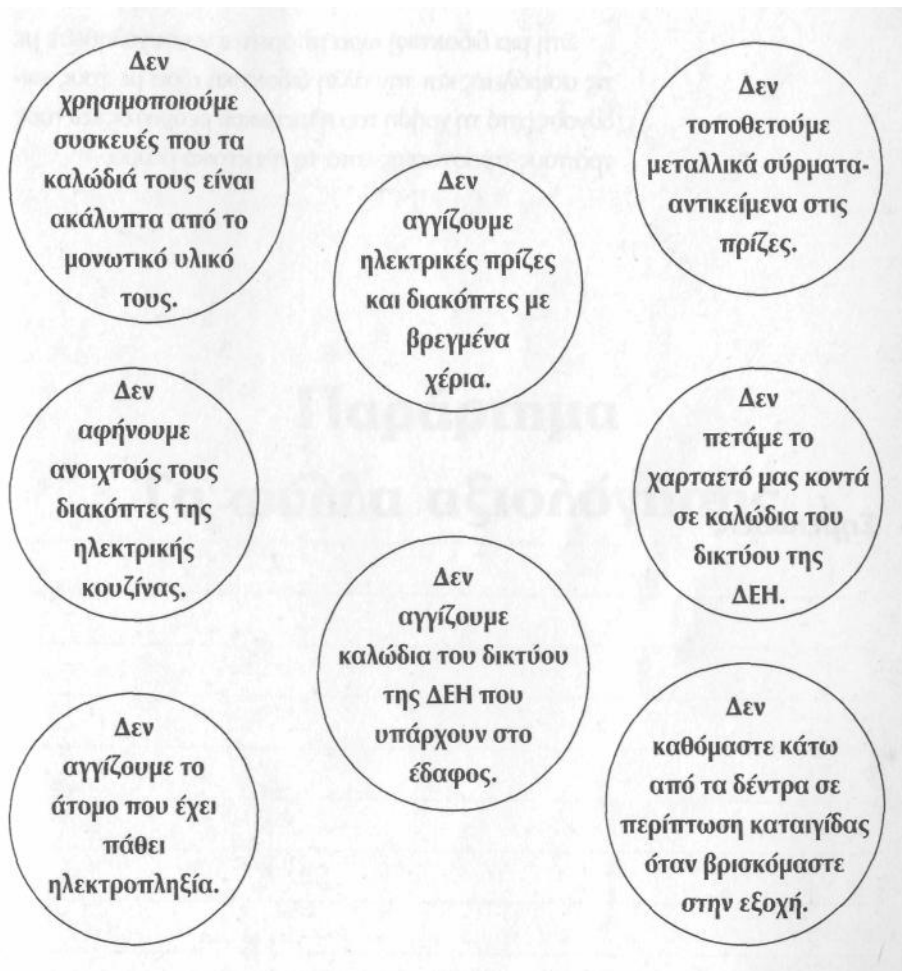 Δεν
χρησιμοποιούμε
συσκευές που τα
καλώδιά τους είναι
ακάλυπτα από το
μονωτικό υλικό
τους.
Δεν
αγγίζουμε
ηλεκτρικές πρίζες
και διακόπτες με
βρεγμένα
χέρια.
Δεν
τοποθετούμε
μεταλλικά σύρματα-
αντικείμενα στις
πρίζες.
Δεν
αφήνουμε
ανοιχτούς τους
διακόπτες της
ηλεκτρικής
κουζίνας.
Δεν
αγγίζουμε
καλώδια του δικτύου
της ΔΕΗ που
υπάρχουν στο
έδαφος.
Δεν
πετάμε το
χαρταετό μας κοντά
σε καλώδια του
δικτύου της
ΔΕΗ.
Δεν
αγγίζουμε το
άτομο που έχει
πάθει
ηλεκτροπληξία.
Δεν
καθόμαστε κάτω
από τα δέντρα σε
περίπτωση καταιγίδας
όταν βρισκόμαστε
στην εξοχή.
Παράρτημα
αξιολόγησης